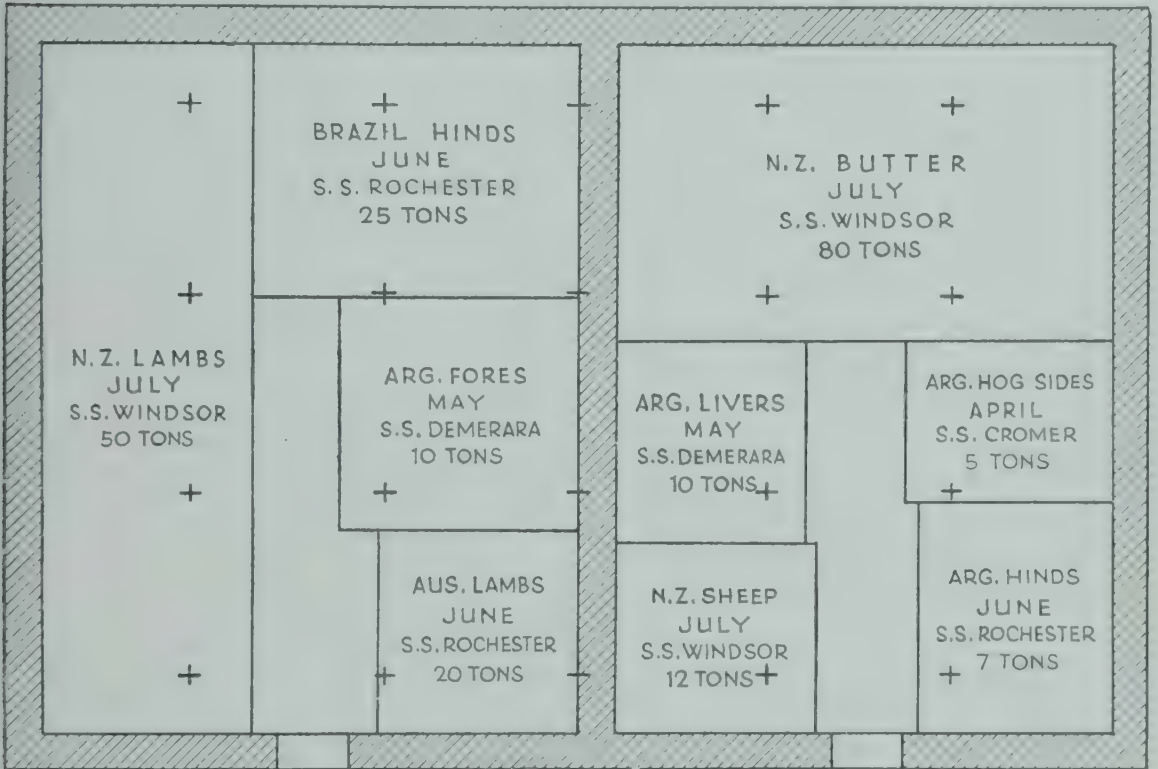 N.Z. LAMBS
JULY
S.S. WINDSOR
50 TONS
BRAZIL HINDS
JUNE
S.S. ROCHESTER
25 TONS
ARG. FORES
MAY
S.S. DEMERARA
10 TONS
AUS. LAMBS
JUNE
S.S. ROCHESTER
20 TONS
N.Z. BUTTER
JULY
S.S. WINDSOR
80 TONS
ARG. LIVERS
MAY
S.S. DEMERARA
10 TONS
N.Z. SHEEP
JULY
S.S. WINDSOR
12 TONS
ARG. HOG SIDES
APRIL
S.S. CROMER
5 TONS
ARG. HINDS
JUNE
S.S. ROCHESTER
7 TONS